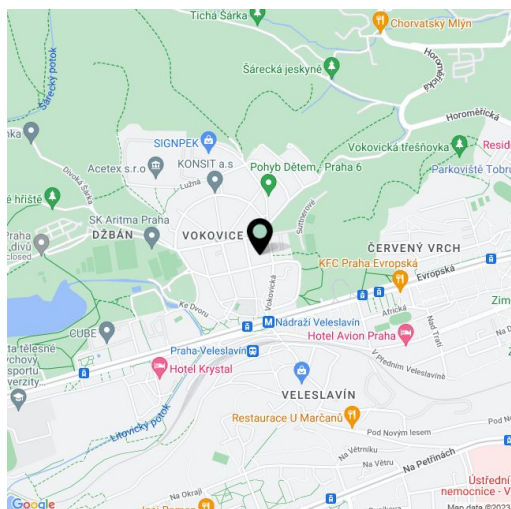 Tichá Šárka
Chorvatský Mlýn
Šárecký potok
Horoměřická
Šárecká jeskyně
Horoměřická
SIGNPEK
Vokovická třešňovka
Acetex s.r.o
KONSIT a.s
Divoká Šárka
Lužná
Pohyb Dětem, Praha 6
Parkoviště
hřiště
Suttnerové
SK Aritma Praha
Praha
DŽBÁN
VOKOVICE
ČERVENÝ VRCH
closed
KFC Praha Evropská
Evropská
Vokovická
Ke Dvoru
Africká
CUBE
Nádraží Veleslavín
Hotel Avion Praha
Nad Tratí
Praha-Veleslavín
Hotel Krystal
V Předním Veleslavíně
VELESLAVÍN
Litovický potok
Restaurace U Marčanů
Pod Novým lesem
Na Větrníku
Na Větru
Na Petřinách
Na Okraji
Ústřední
nemocnice - V
Google
Map data ©2023